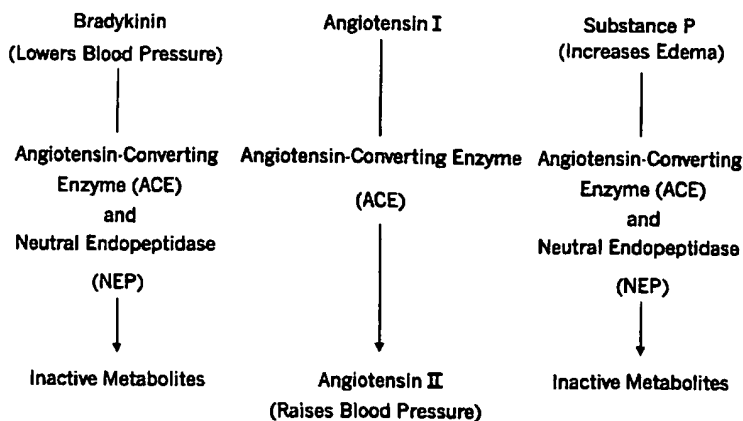 Bradykinin
(Lowers Blood Pressure)
Angiotensin-Converting
Enzyme (ACE)
and
Neutral Endopeptidase
(NEP)
Inactive Metabolites
Angiotensin I
Angiotensin-Converting Enzyme
(ACE)
Angiotensin II
(Raises Blood Pressure)
Substance P
(Increases Edema)
Angiotensin-Converting
Enzyme (ACE)
and
Neutral Endopeptidase
(NEP)
Inactive Metabolites